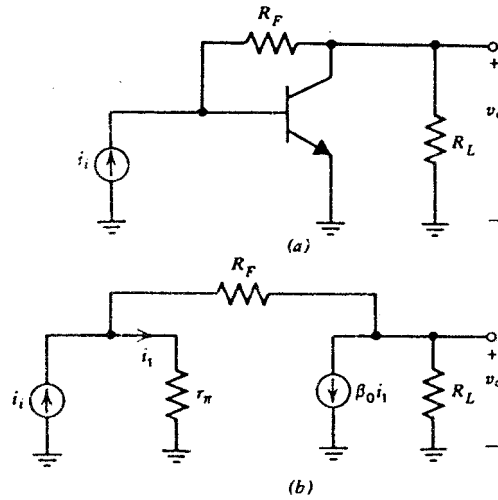 R_F
+
v_o
i_i
R_L
−
(a)
R_F
+
i_1
i_i
r_π
β_0 i_1
R_L
v_o
−
(b)